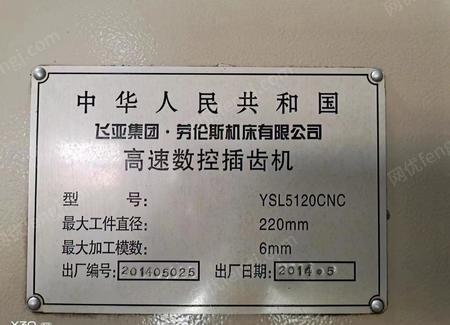 中华人民共和国
飞亚集团·劳伦斯机床有限公司
高速数控插齿机
型 号: YSL5120CNC
最大工件直径: 220mm
最大加工模数: 6mm
出厂编号: 201405025 出厂日期: 2014.5